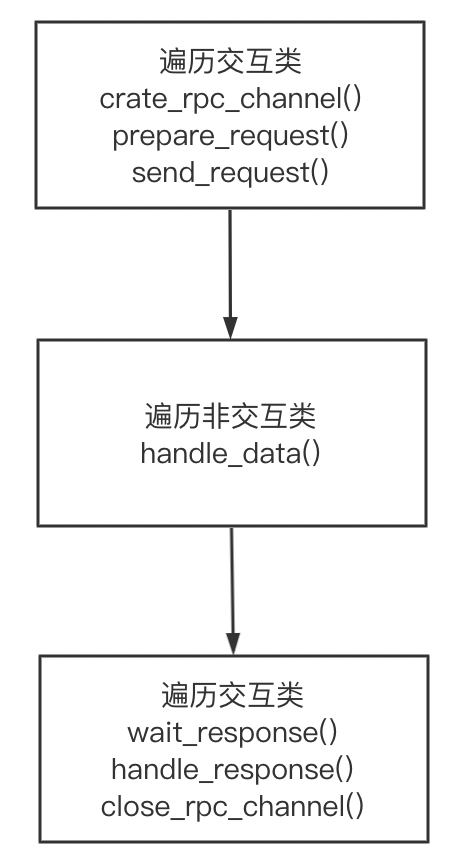 遍历交互类
crate_rpc_channel()
prepare_request()
send_request()
遍历非交互类
handle_data()
遍历交互类
wait_response()
handle_response()
close_rpc_channel()